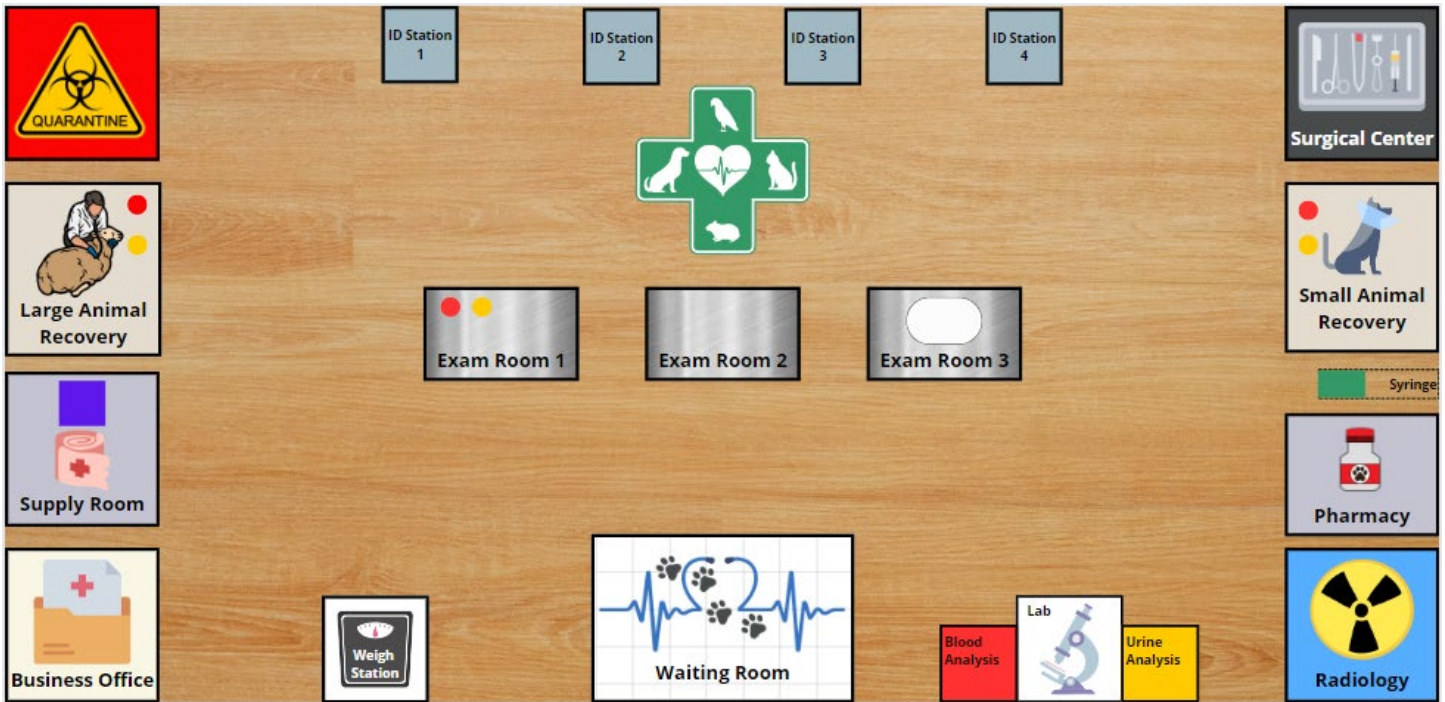 QUARANTINE
ID Station
1
ID Station
2
ID Station
3
ID Station
4
Surgical Center
Large Animal
Recovery
Exam Room 1
Exam Room 2
Exam Room 3
Small Animal
Recovery
Syringe
Supply Room
Pharmacy
Business Office
Weigh
Station
Waiting Room
Blood
Analysis
Lab
Urine
Analysis
Radiology